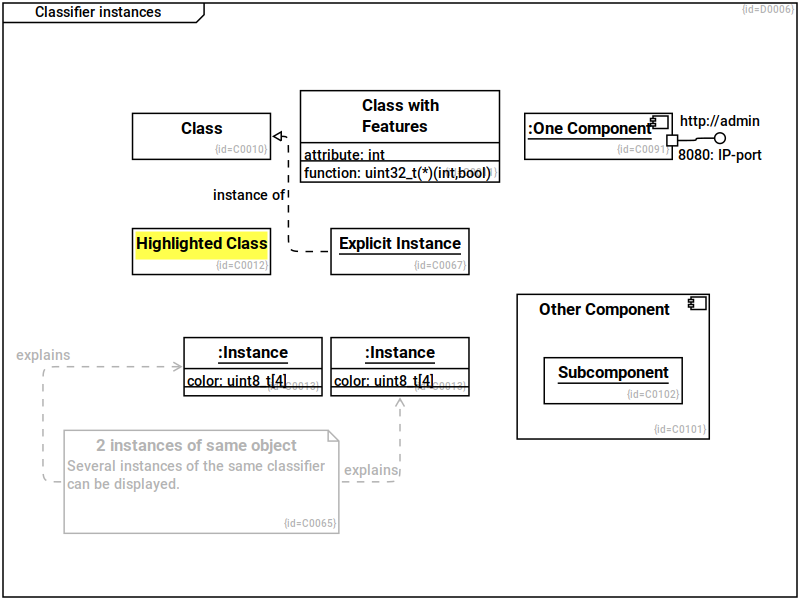 Classifier instances
{id=D0006}
Class
{id=C0010}
Class with
Features
attribute: int
function: uint32_t(*)(int,bool)
:One Component
{id=C0091}
http://admin
8080: IP-port
instance of
Highlighted Class
{id=C0012}
Explicit Instance
{id=C0067}
Other Component
Subcomponent
{id=C0102}
{id=C0101}
explains
:Instance
color: uint8_t[4]
{id=C0013}
:Instance
color: uint8_t[4]
{id=C0013}
2 instances of same object
Several instances of the same classifier
can be displayed.
{id=C0065}
explains